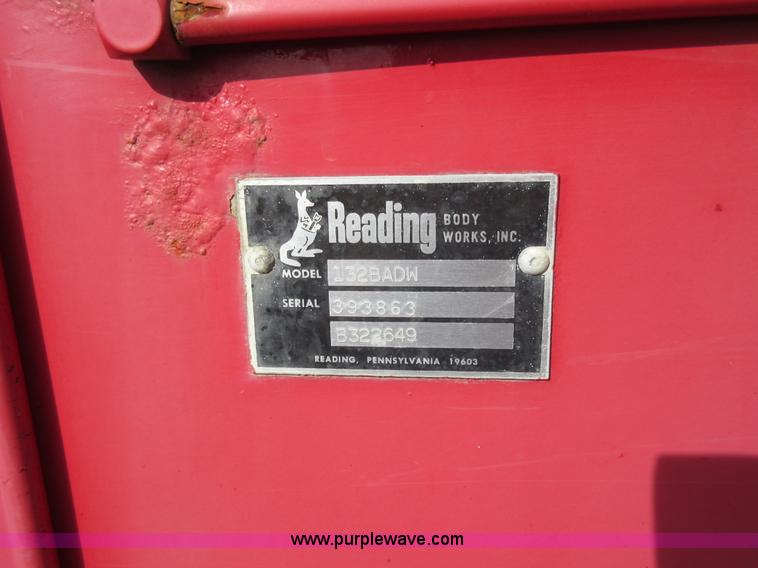 Reading BODY
WORKS, INC.
MODEL 132BADW
SERIAL 393863
B322649
READING, PENNSYLVANIA 19603
www.purplewave.com